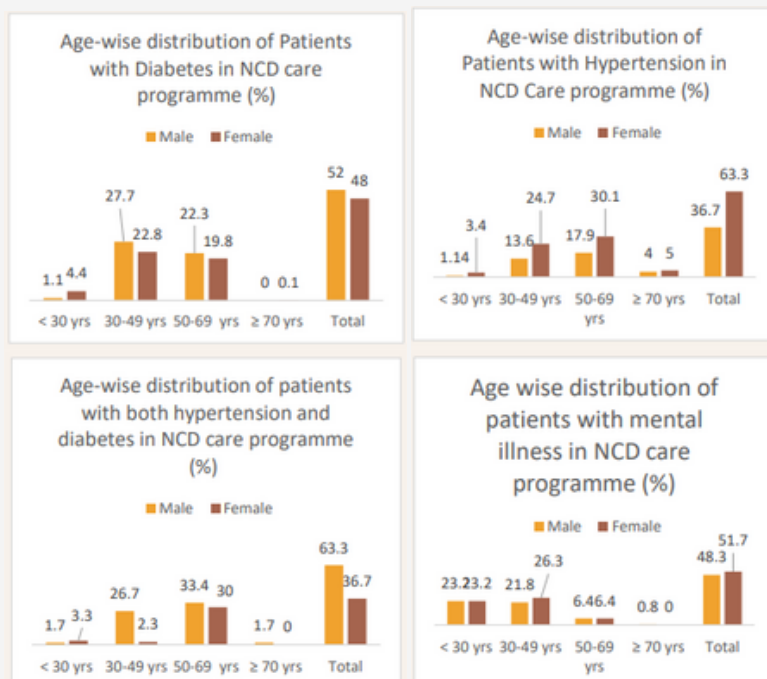 Age-wise distribution of Patients
with Diabetes in NCD care
programme (%)
Male Female
1.1 4.4 27.7 22.8 22.3 19.8 0 0.1 52 48
< 30 yrs 30-49 yrs 50-69 yrs ≥ 70 yrs Total
Age-wise distribution of
Patients with Hypertension in
NCD Care programme (%)
Male Female
1.14 3.4 13.6 24.7 17.9 30.1 4 5 36.7 63.3
< 30 yrs 30-49 yrs 50-69 ≥ 70 yrs Total
yrs
Age-wise distribution of patients
with both hypertension and
diabetes in NCD care programme
(%)
Male Female
1.7 3.3 26.7 2.3 33.4 30 1.7 0 63.3 36.7
< 30 yrs 30-49 yrs 50-69 yrs ≥ 70 yrs Total
Age wise distribution of
patients with mental
illness in NCD care
programme (%)
Male Female
23.2 23.2 21.8 26.3 6.4 6.4 0.8 0 48.3 51.7
< 30 yrs 30-49 yrs 50-69 ≥ 70 yrs Total
yrs